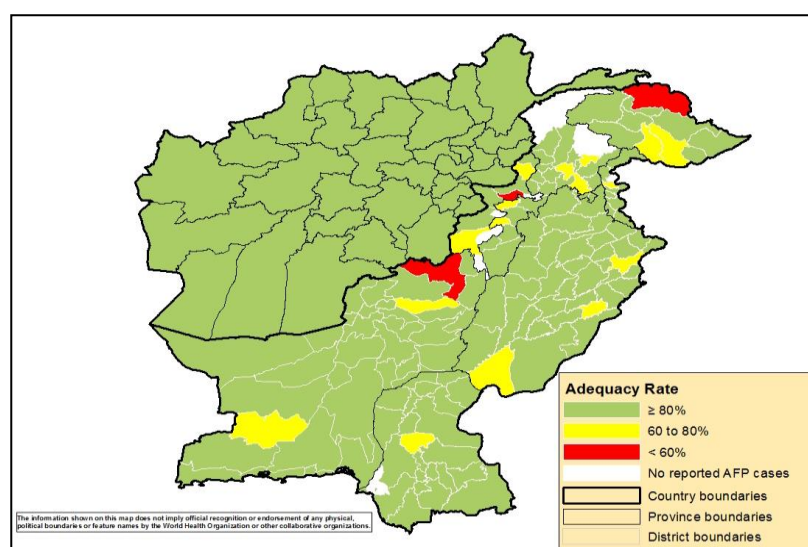 Adequacy Rate
≥ 80%
60 to 80%
< 60%
No reported AFP cases
Country boundaries
Province boundaries
District boundaries
The information shown on this map does not imply official recognition or endorsement of any physical,
political boundaries or feature names by the World Health Organization or other collaborative organizations.